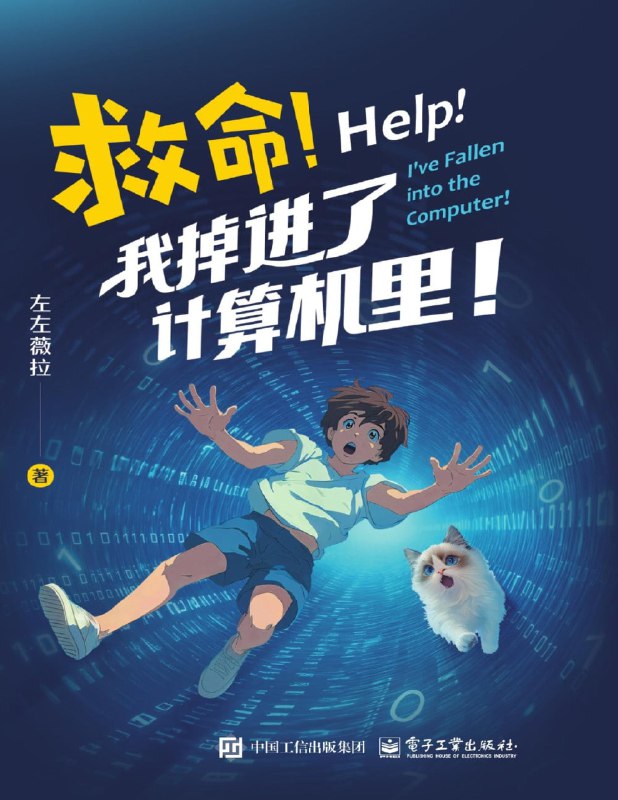 救命！
Help!
I've Fallen
into the
Computer!
我掉进了
计算机里！
左左薇拉
著
中国工信出版集团
電子工業出版社
PUBLISHING HOUSE OF ELECTRONICS INDUSTRY